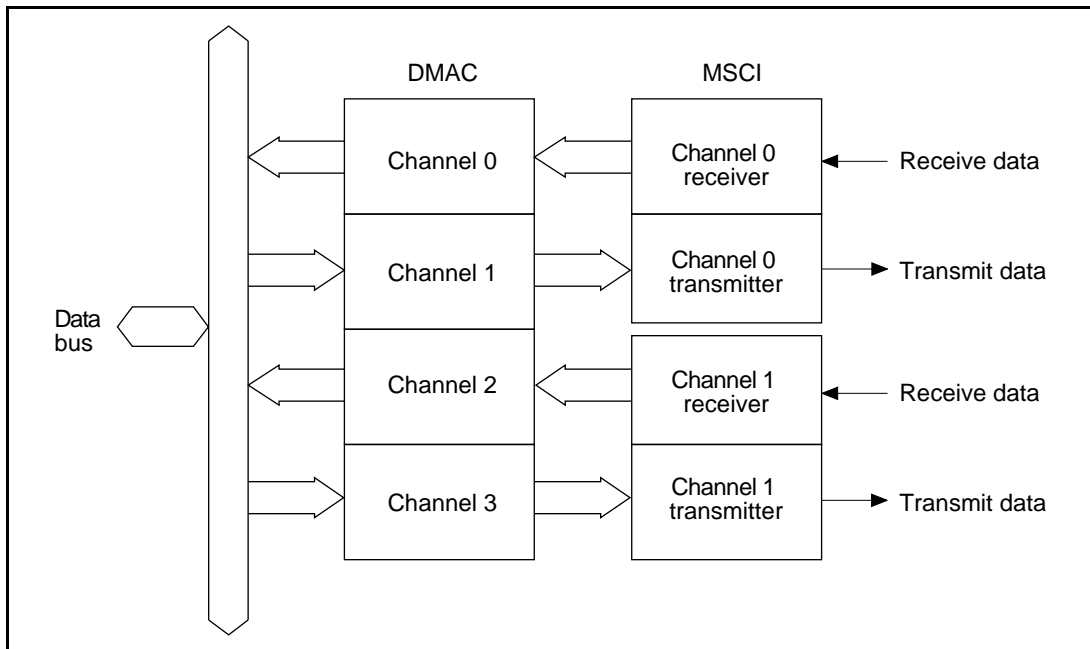 DMAC
MSCI
Channel 0
Channel 0
receiver
Receive data
Channel 1
Channel 0
transmitter
Transmit data
Data
bus
Channel 2
Channel 1
receiver
Receive data
Channel 3
Channel 1
transmitter
Transmit data